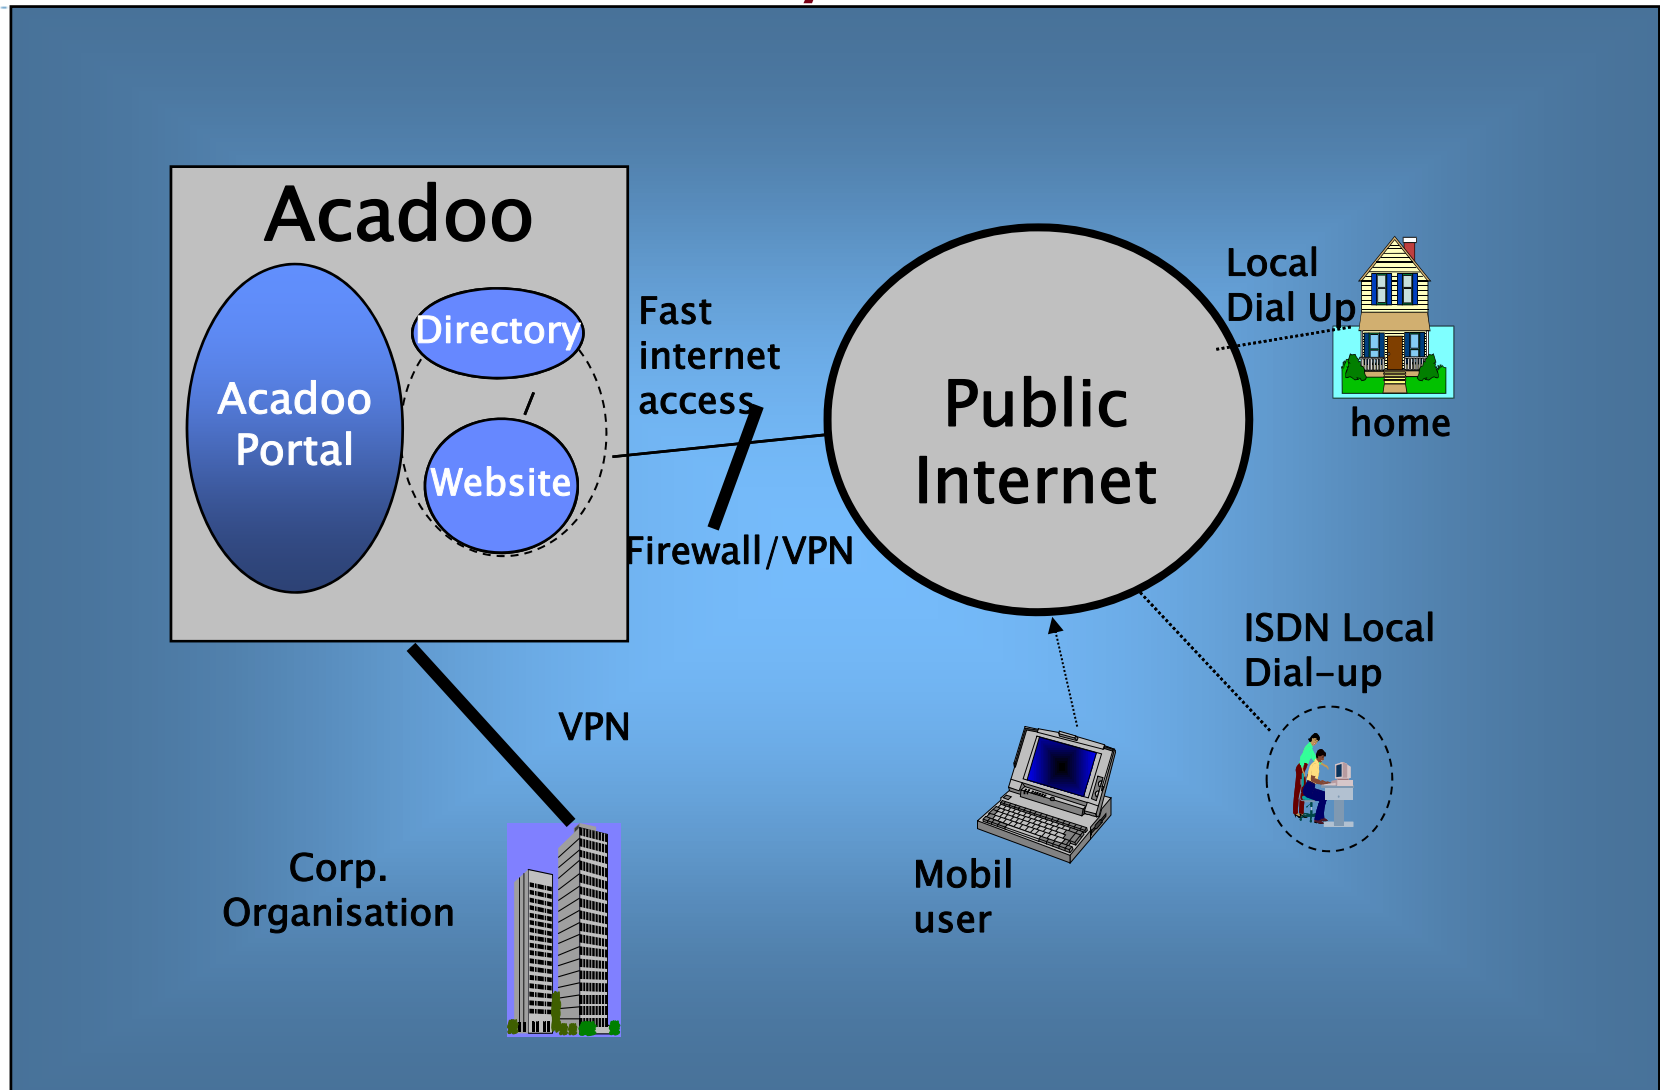 Acadoo
Acadoo
Portal
Directory
Website
Fast
internet
access
Firewall/VPN
Public
Internet
Local
Dial Up
home
ISDN Local
Dial-up
VPN
Mobil
user
Corp.
Organisation